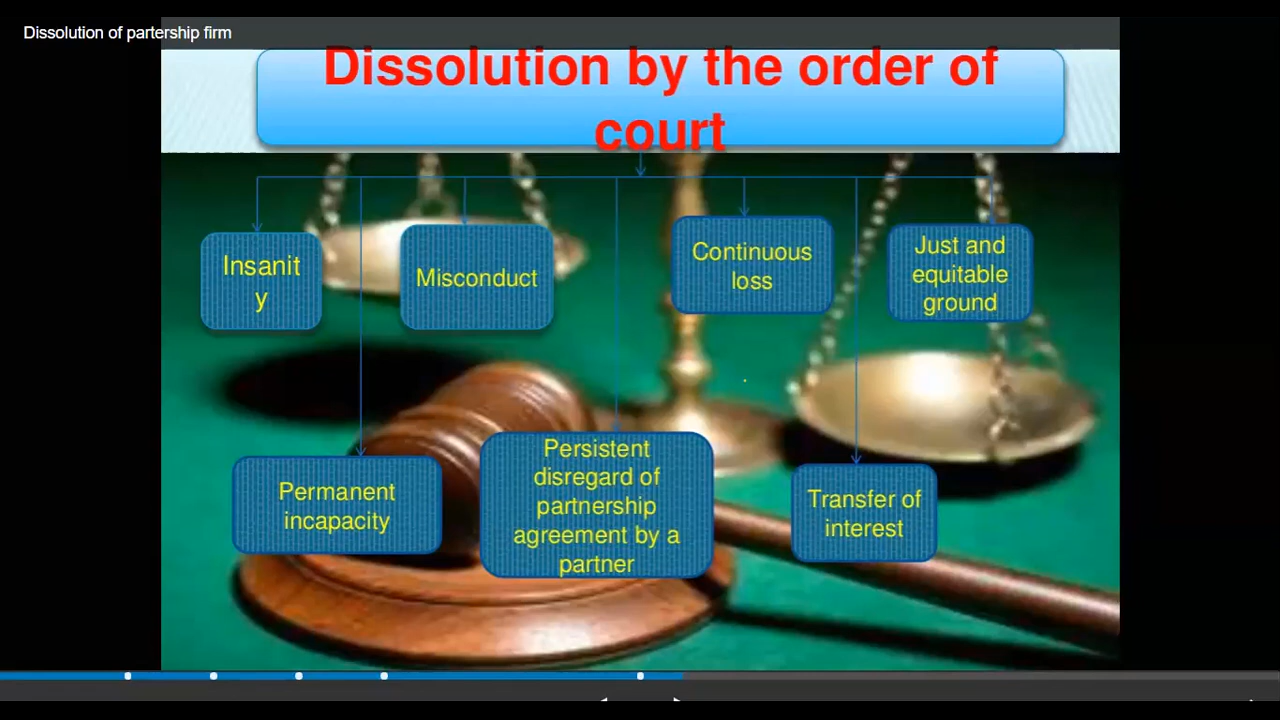 Dissolution of partership firm
Dissolution by the order of
court
Insanit
y
Misconduct
Continuous
loss
Just and
equitable
ground
Permanent
incapacity
Persistent
disregard of
partnership
agreement by a
partner
Transfer of
interest